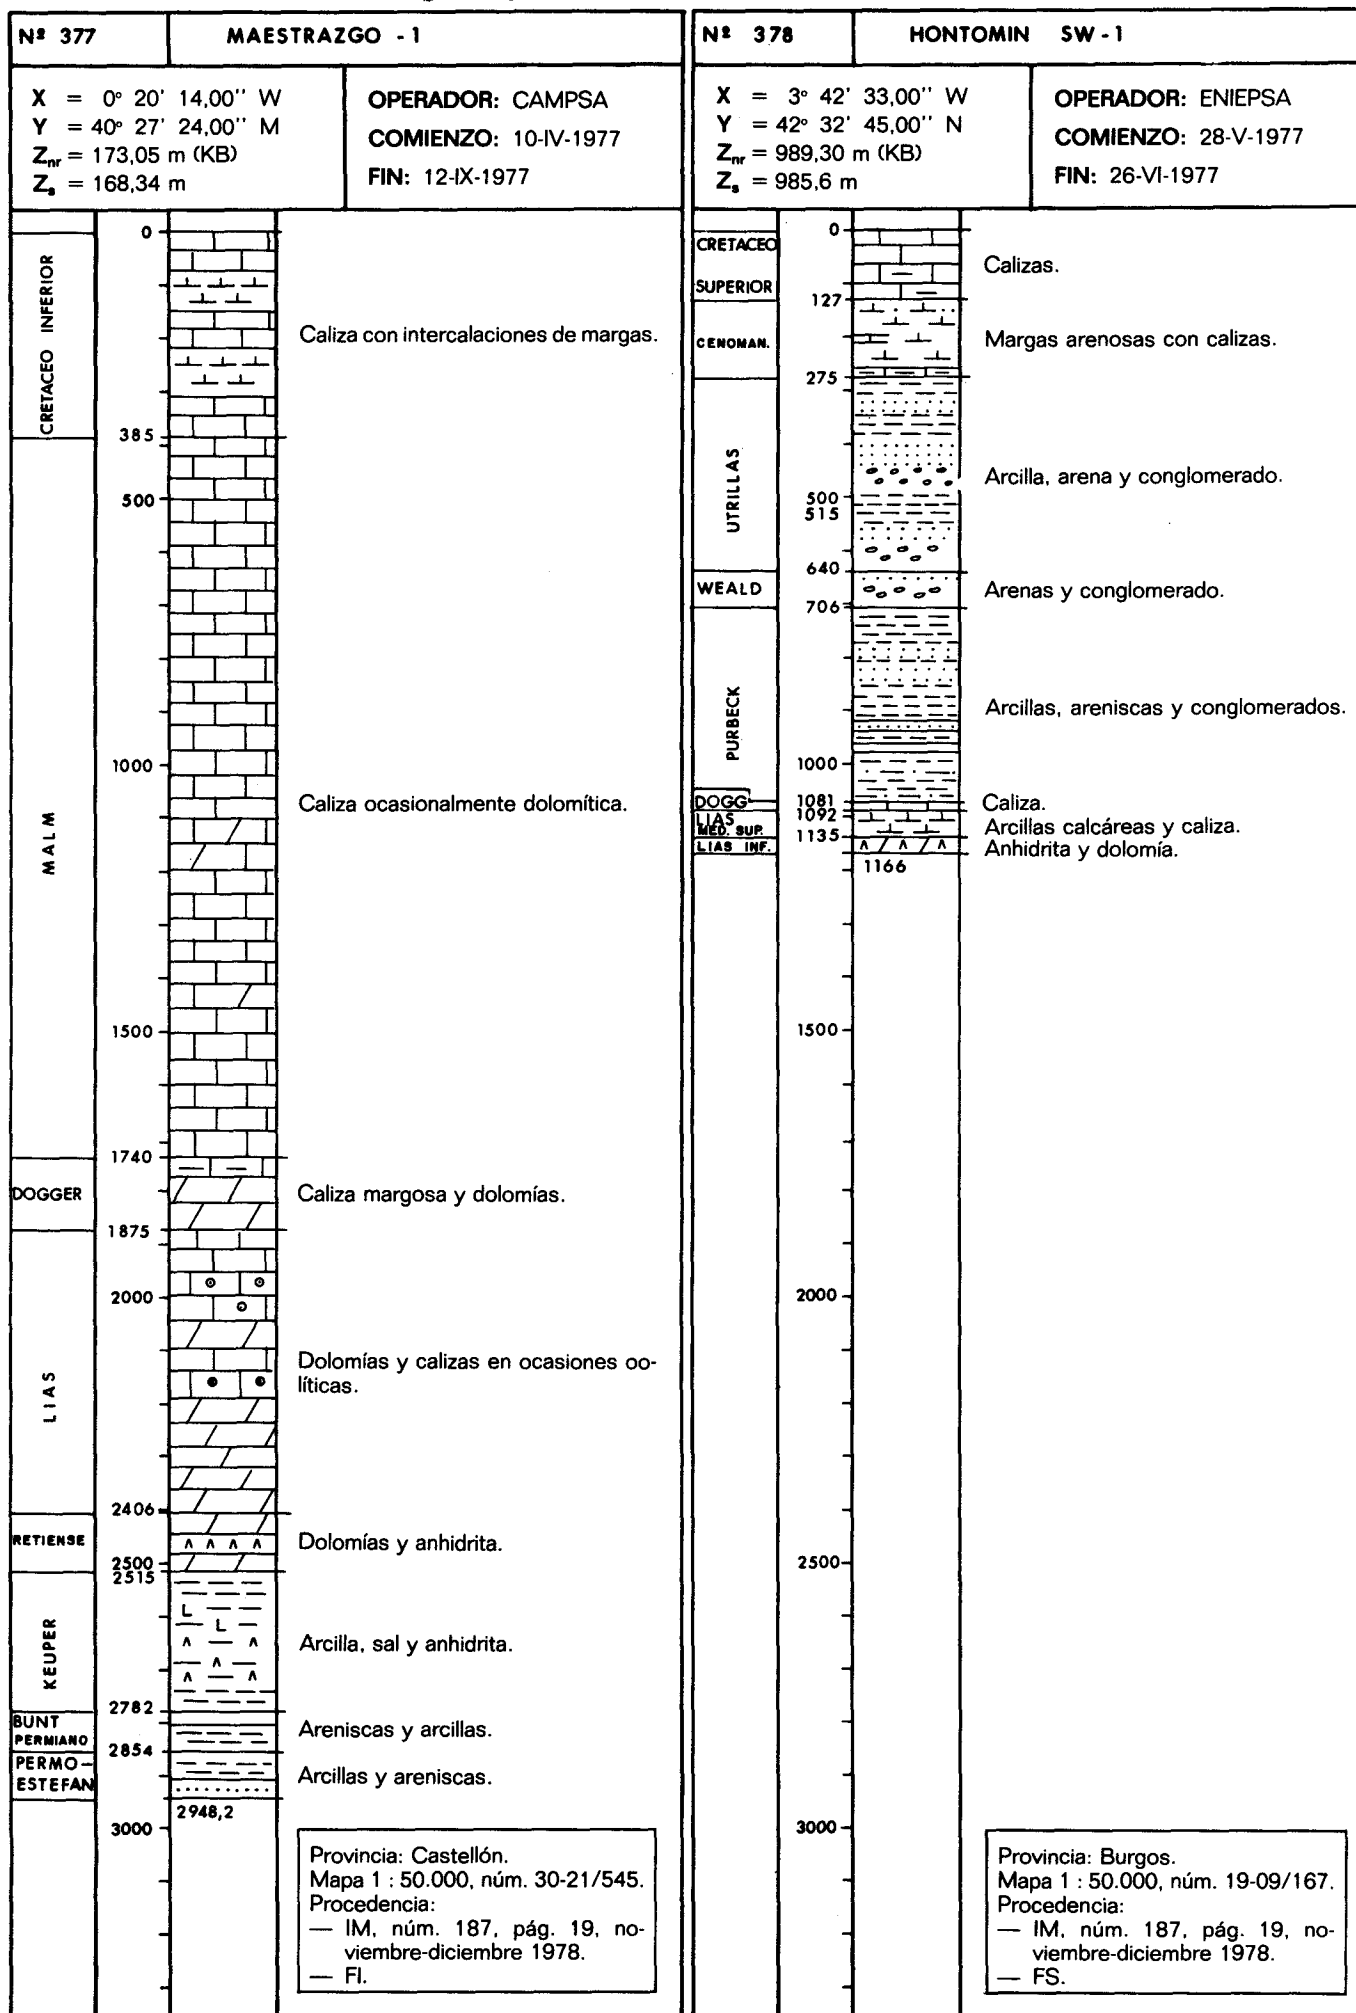 Nº 377
MAESTRAZGO - 1
X = 0° 20' 14,00'' W
Y = 40° 27' 24,00'' M
Znr = 173,05 m (KB)
Zs = 168,34 m
OPERADOR: CAMPSA
COMIENZO: 10-IV-1977
FIN: 12-IX-1977
CRETACEO INFERIOR
MALM
DOGGER
LIAS
RETIENSE
KEUPER
BUNT
PERMIANO
PERMO-
ESTEFAN
0
385
500
1000
1500
1740
1875
2000
2406
2500
2515
2782
2854
2948,2
3000
Caliza con intercalaciones de margas.
Caliza ocasionalmente dolomítica.
Caliza margosa y dolomías.
Dolomías y calizas en ocasiones oo-
líticas.
Dolomías y anhidrita.
Arcilla, sal y anhidrita.
Areniscas y arcillas.
Arcillas y areniscas.
Provincia: Castellón.
Mapa 1 : 50.000, núm. 30-21/545.
Procedencia:
— IM, núm. 187, pág. 19, no-
viembre-diciembre 1978.
— FI.
Nº 378
HONTOMIN SW - 1
X = 3° 42' 33,00'' W
Y = 42° 32' 45,00'' N
Znr = 989,30 m (KB)
Zs = 985,6 m
OPERADOR: ENIEPSA
COMIENZO: 28-V-1977
FIN: 26-VI-1977
CRETACEO
SUPERIOR
CENOMAN.
UTRILLAS
WEALD
PURBECK
DOGG
LIAS
MED. SUP.
LIAS INF.
0
127
275
500
515
640
706
1000
1081
1092
1135
1166
1500
2000
2500
3000
Calizas.
Margas arenosas con calizas.
Arcilla, arena y conglomerado.
Arenas y conglomerado.
Arcillas, areniscas y conglomerados.
Caliza.
Arcillas calcáreas y caliza.
Anhidrita y dolomía.
Provincia: Burgos.
Mapa 1 : 50.000, núm. 19-09/167.
Procedencia:
— IM, núm. 187, pág. 19, no-
viembre-diciembre 1978.
— FS.